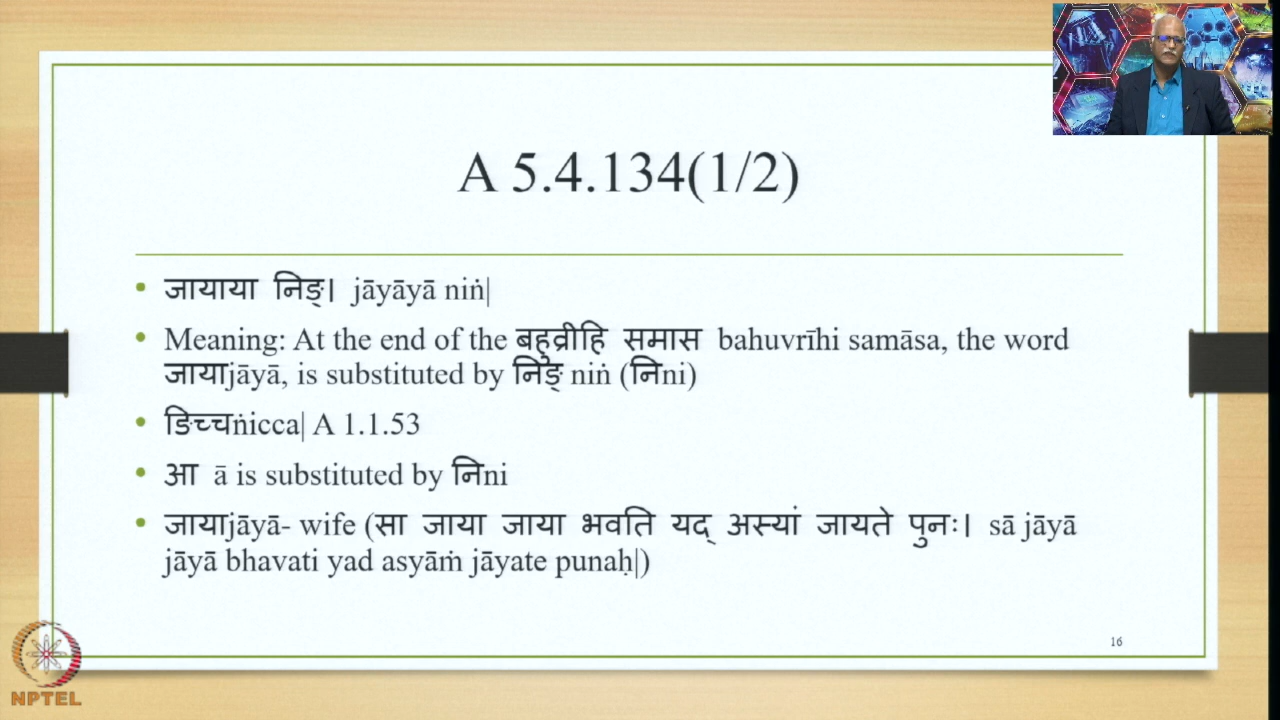 A 5.4.134(1/2)
• जायाया निङ्। jāyāyā niṅ|
• Meaning: At the end of the बहुव्रीहि समास bahuvrīhi samāsa, the word
जायाjāyā, is substituted by निङ् niṅ (निni)
• ङिच्चṅicca| A 1.1.53
• आ ā is substituted by निni
• जायाjāyā- wife (सा जाया जाया भवति यद् अस्यां जायते पुनः। sā jāyā
jāyā bhavati yad asyāṁ jāyate punaḥ|)
16
NPTEL